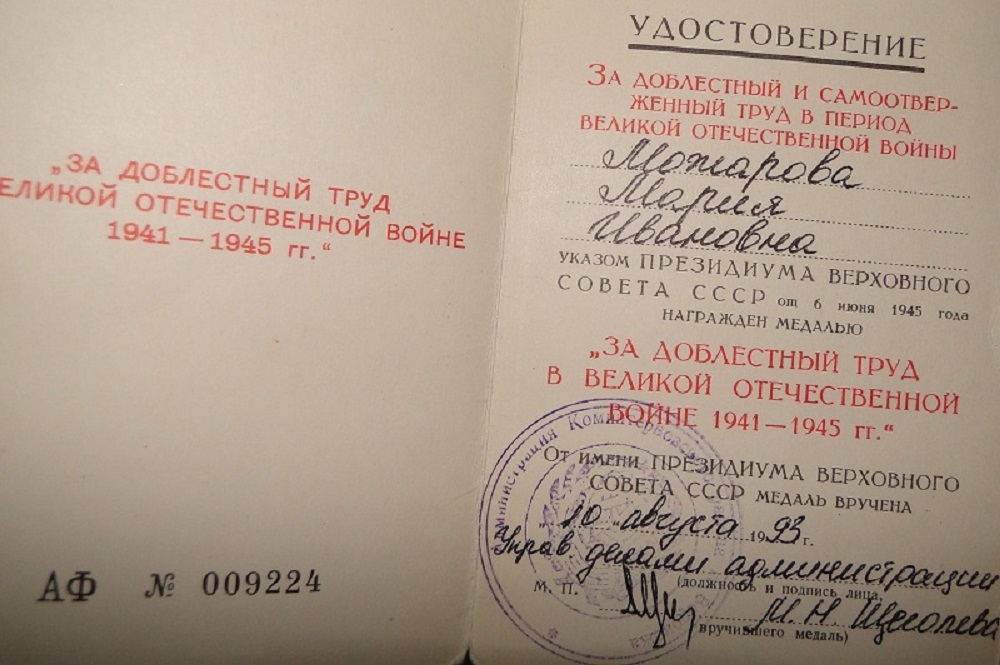 „ЗА ДОБЛЕСТНЫЙ ТРУД
ВЕЛИКОЙ ОТЕЧЕСТВЕННОЙ ВОЙНЕ
1941 — 1945 гг.“
АФ № 009224
УДОСТОВЕРЕНИЕ
ЗА ДОБЛЕСТНЫЙ И САМООТВЕР-
ЖЕННЫЙ ТРУД В ПЕРИОД
ВЕЛИКОЙ ОТЕЧЕСТВЕННОЙ ВОЙНЫ
Можарова
Мария
Ивановна
УКАЗОМ ПРЕЗИДИУМА ВЕРХОВНОГО
СОВЕТА СССР от 6 июня 1945 года
НАГРАЖДЕН МЕДАЛЬЮ
„ЗА ДОБЛЕСТНЫЙ ТРУД
В ВЕЛИКОЙ ОТЕЧЕСТВЕННОЙ
ВОЙНЕ 1941—1945 гг.“
От имени ПРЕЗИДИУМА ВЕРХОВНОГО
СОВЕТА СССР МЕДАЛЬ ВРУЧЕНА
„10“ августа 1993 г.
Управ. делами администрации
(должность и подпись лица,
М. П.
М. Н. Щеголева
вручившего медаль)
Администрация